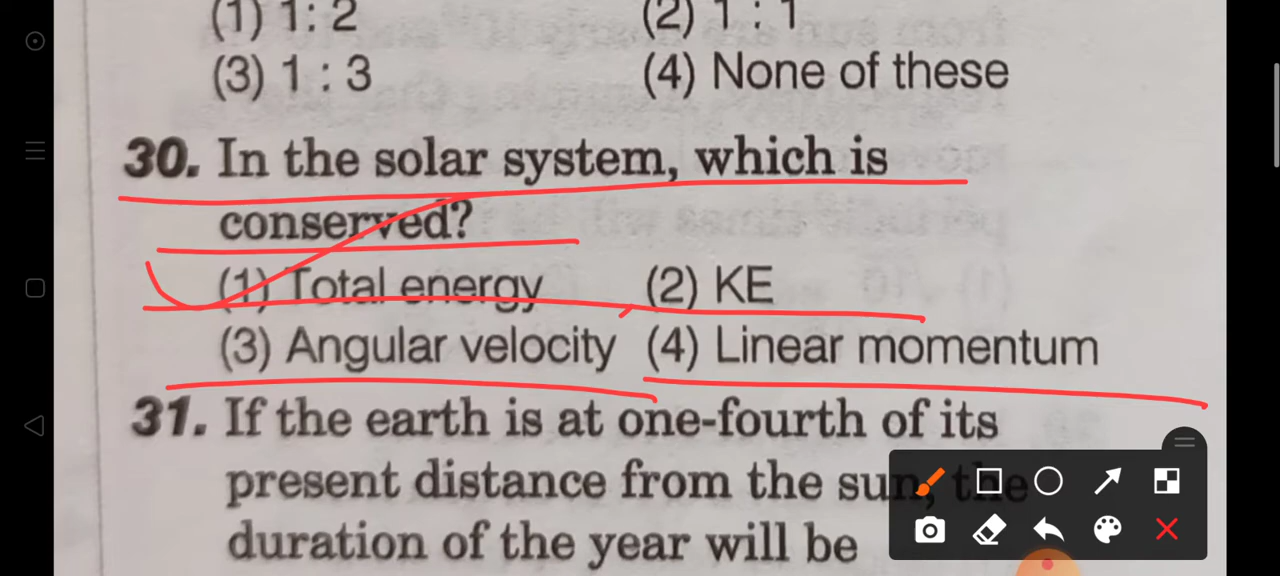 (1) 1 : 2 (2) 1 : 1
(3) 1 : 3 (4) None of these
30. In the solar system, which is
conserved?
(1) Total energy (2) KE
(3) Angular velocity (4) Linear momentum
31. If the earth is at one-fourth of its
present distance from the sun, the
duration of the year will be